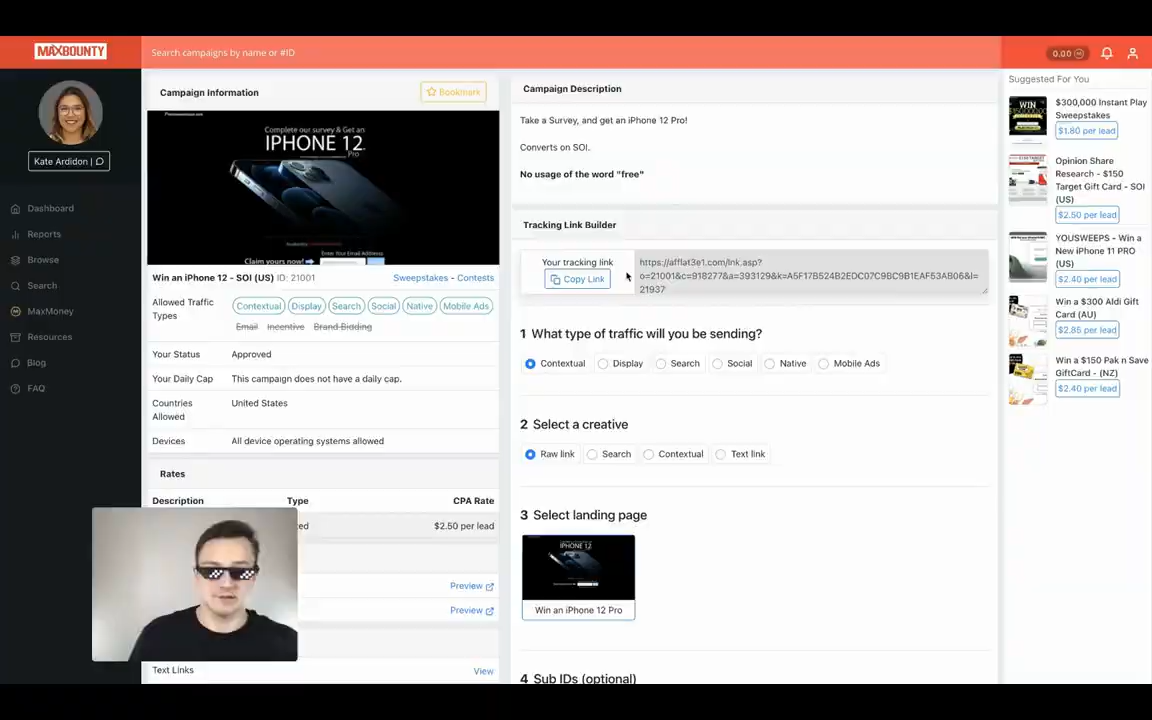 MAXBOUNTY
Search campaigns by name or #ID
0.00
Kate Ardidon |
Dashboard
Reports
Browse
Search
MaxMoney
Resources
Blog
FAQ
Campaign Information
Bookmark
Complete our survey & Get an
IPHONE 12
Pro
Claim yours!
Enter Your Email Address
Win an iPhone 12 - SOI (US) ID: 21001
Sweepstakes - Contests
Allowed Traffic
Types
Contextual
Display
Search
Social
Native
Mobile Ads
Email
Incentive
Brand Bidding
Your Status
Approved
Your Daily Cap
This campaign does not have a daily cap.
Countries
Allowed
United States
Devices
All device operating systems allowed
Rates
Description
Type
CPA Rate
$2.50 per lead
Preview
Preview
Text Links
View
Campaign Description
Take a Survey, and get an iPhone 12 Pro!
Converts on SOI.
No usage of the word "free"
Tracking Link Builder
Your tracking link
Copy Link
https://afflat3e1.com/lnk.asp?
o=21001&c=918277&a=393129&k=A5F17B524B2EDC07C9BC9B1EAF53AB06&l=
21937
1 What type of traffic will you be sending?
Contextual
Display
Search
Social
Native
Mobile Ads
2 Select a creative
Raw link
Search
Contextual
Text link
3 Select landing page
IPHONE 12
Win an iPhone 12 Pro
4 Sub IDs (optional)
Suggested For You
WIN
$300,000 Instant Play
Sweepstakes
$1.80 per lead
Opinion Share
Research - $150
Target Gift Card - SOI
(US)
$2.50 per lead
YOUSWEEPS - Win a
New iPhone 11 PRO
(US)
$2.40 per lead
Win a $300 Aldi Gift
Card (AU)
$2.85 per lead
Win a $150 Pak n Save
GiftCard - (NZ)
$2.40 per lead